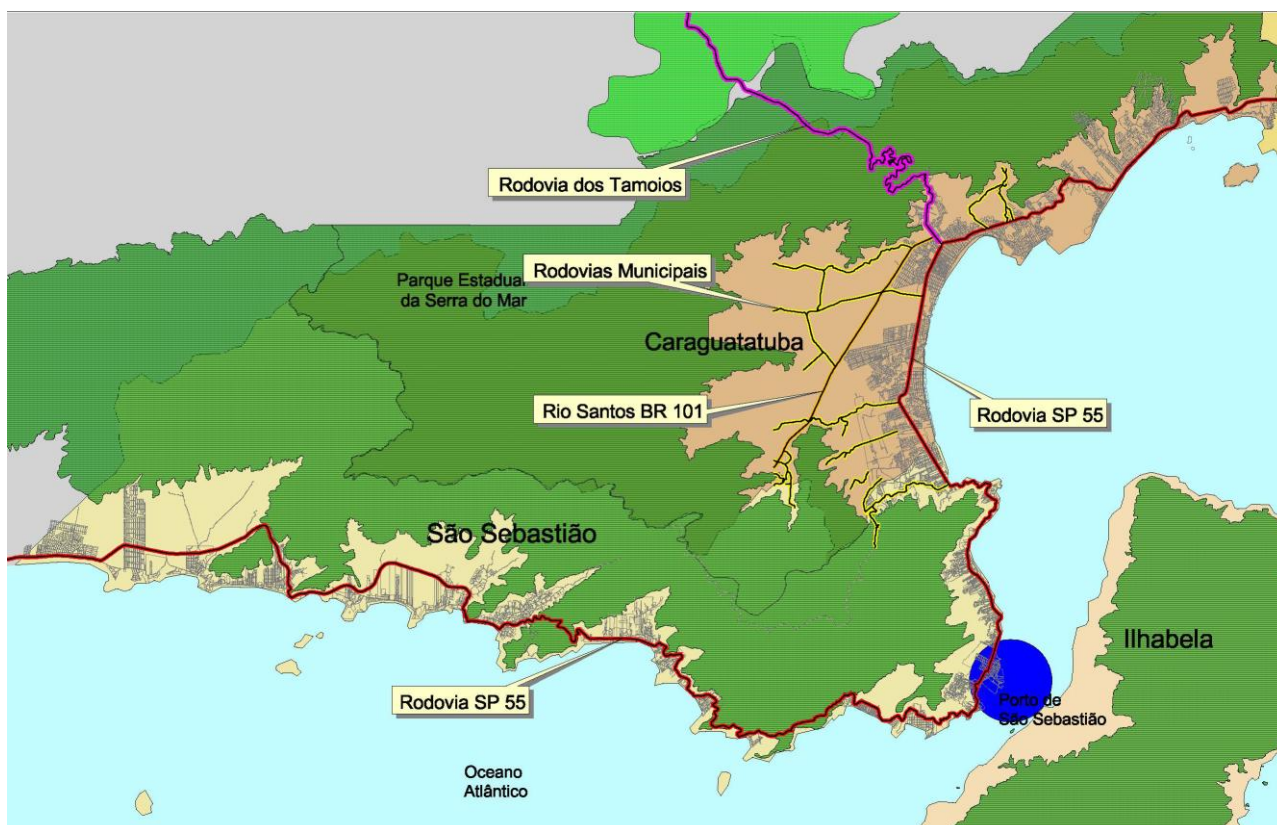 Rodovia dos Tamoios
Rodovias Municipais
Parque Estadual
da Serra do Mar
Caraguatatuba
Rio Santos BR 101
Rodovia SP 55
São Sebastião
Ilhabela
Rodovia SP 55
Porto de
São Sebastião
Oceano
Atlântico